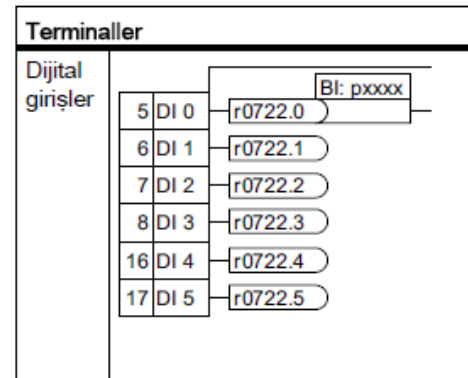 Terminaller
Dijital
girişler
BI: pxxxx
5 DI 0 r0722.0
6 DI 1 r0722.1
7 DI 2 r0722.2
8 DI 3 r0722.3
16 DI 4 r0722.4
17 DI 5 r0722.5